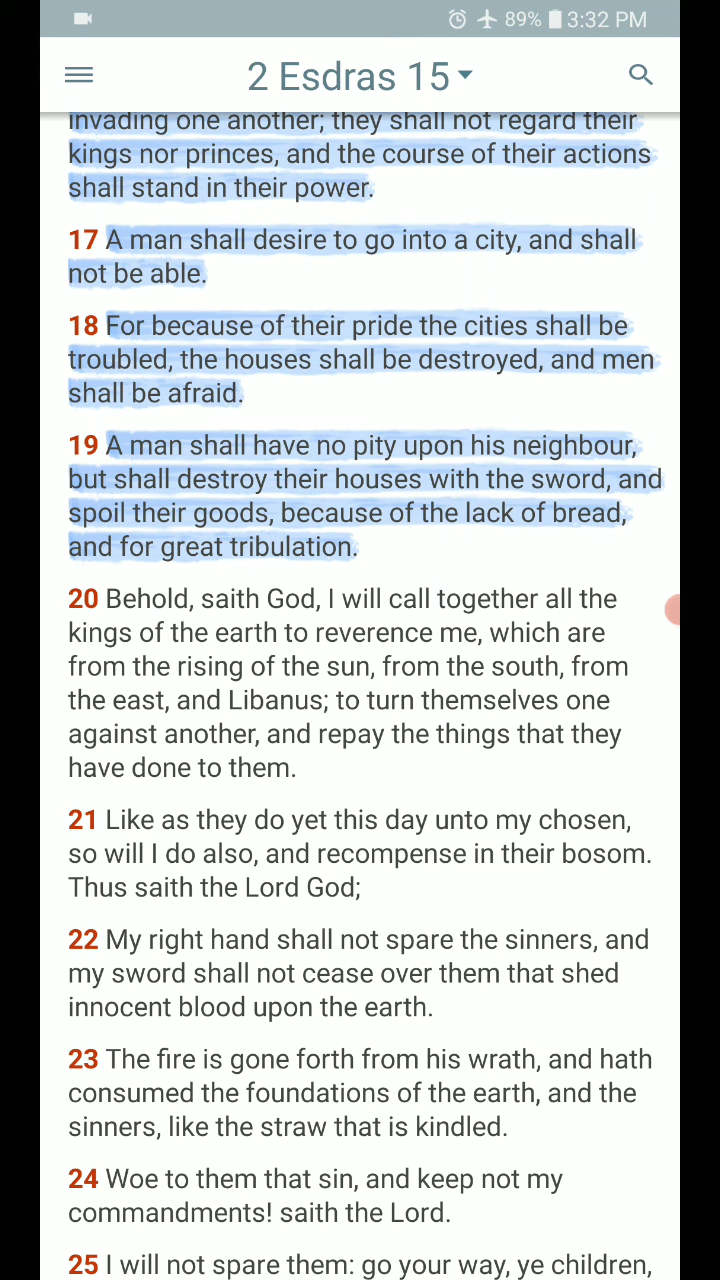 89% 3:32 PM
2 Esdras 15
invading one another; they shall not regard their
kings nor princes, and the course of their actions
shall stand in their power.
17 A man shall desire to go into a city, and shall
not be able.
18 For because of their pride the cities shall be
troubled, the houses shall be destroyed, and men
shall be afraid.
19 A man shall have no pity upon his neighbour,
but shall destroy their houses with the sword, and
spoil their goods, because of the lack of bread,
and for great tribulation.
20 Behold, saith God, I will call together all the
kings of the earth to reverence me, which are
from the rising of the sun, from the south, from
the east, and Libanus; to turn themselves one
against another, and repay the things that they
have done to them.
21 Like as they do yet this day unto my chosen,
so will I do also, and recompense in their bosom.
Thus saith the Lord God;
22 My right hand shall not spare the sinners, and
my sword shall not cease over them that shed
innocent blood upon the earth.
23 The fire is gone forth from his wrath, and hath
consumed the foundations of the earth, and the
sinners, like the straw that is kindled.
24 Woe to them that sin, and keep not my
commandments! saith the Lord.
25 I will not spare them: go your way, ye children,